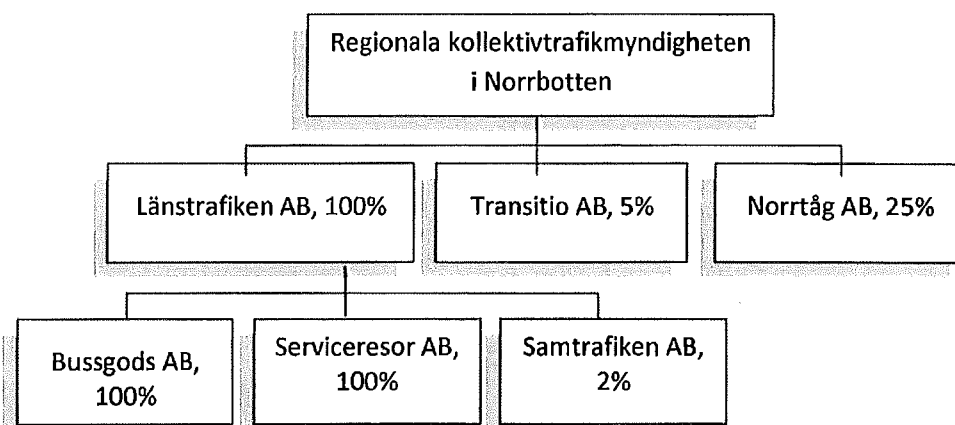 Regionala kollektivtrafikmyndigheten
i Norrbotten
Länstrafiken AB, 100%
Transitio AB, 5%
Norrtåg AB, 25%
Bussgods AB,
100%
Serviceresor AB,
100%
Samtrafiken AB,
2%